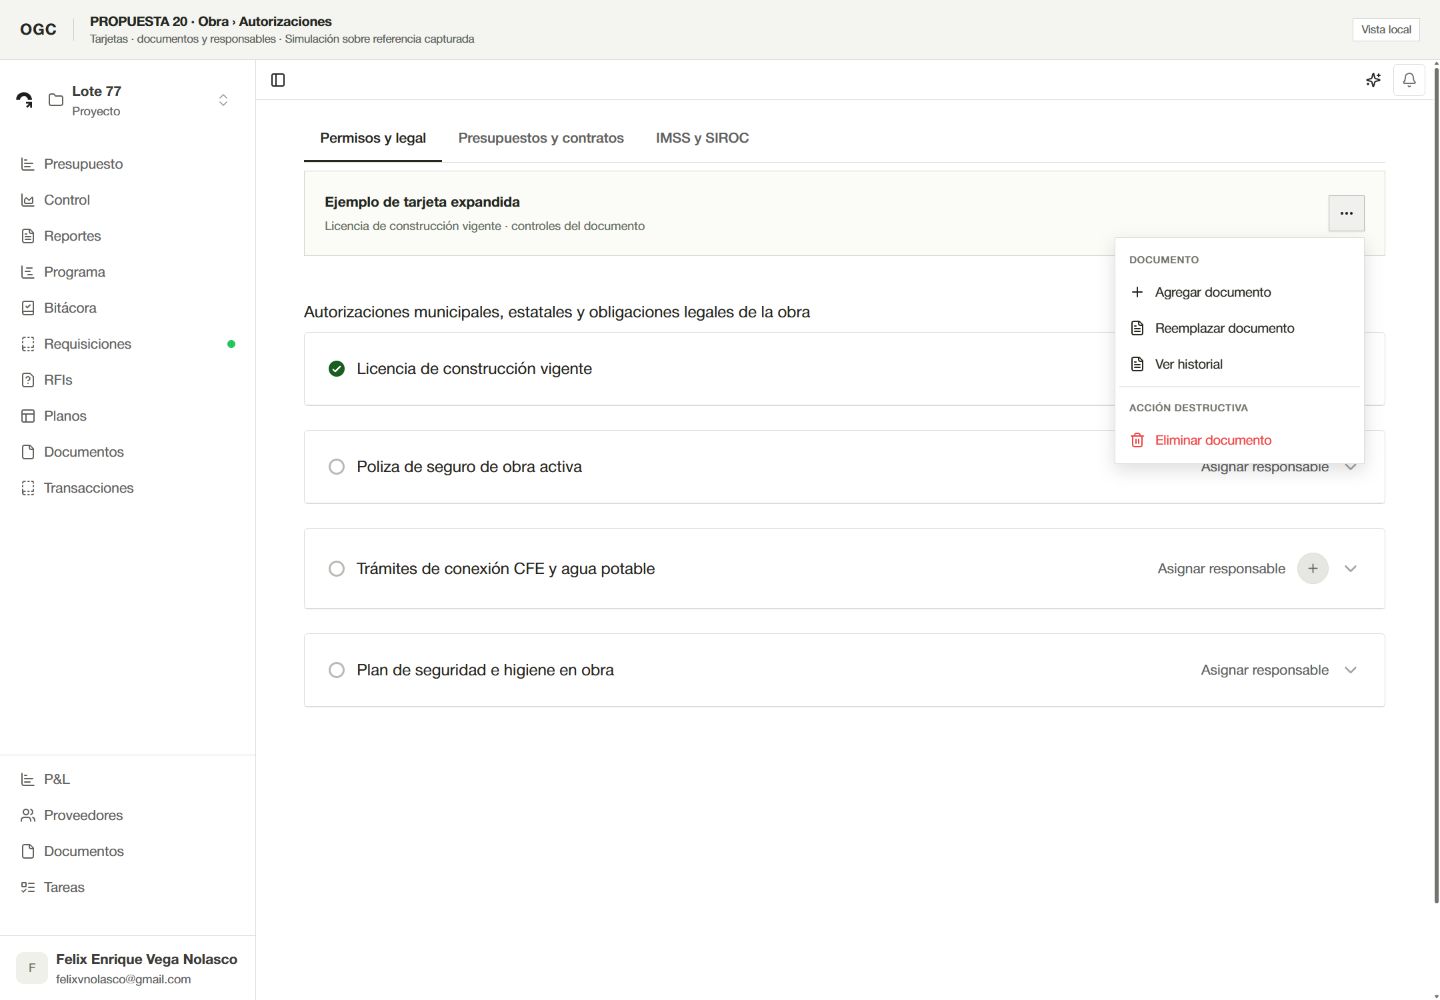 OGC
PROPUESTA 20 · Obra › Autorizaciones
Tarjetas · documentos y responsables · Simulación sobre referencia capturada
Vista local
Lote 77
Proyecto
Presupuesto
Control
Reportes
Programa
Bitácora
Requisiciones
RFIs
Planos
Documentos
Transacciones
P&L
Proveedores
Documentos
Tareas
F
Felix Enrique Vega Nolasco
felixvnolasco@gmail.com
Permisos y legal
Presupuestos y contratos
IMSS y SIROC
Ejemplo de tarjeta expandida
Licencia de construcción vigente · controles del documento
DOCUMENTO
Agregar documento
Reemplazar documento
Ver historial
ACCIÓN DESTRUCTIVA
Eliminar documento
Autorizaciones municipales, estatales y obligaciones legales de la obra
Licencia de construcción vigente
Poliza de seguro de obra activa
Asignar responsable
Trámites de conexión CFE y agua potable
Asignar responsable
Plan de seguridad e higiene en obra
Asignar responsable